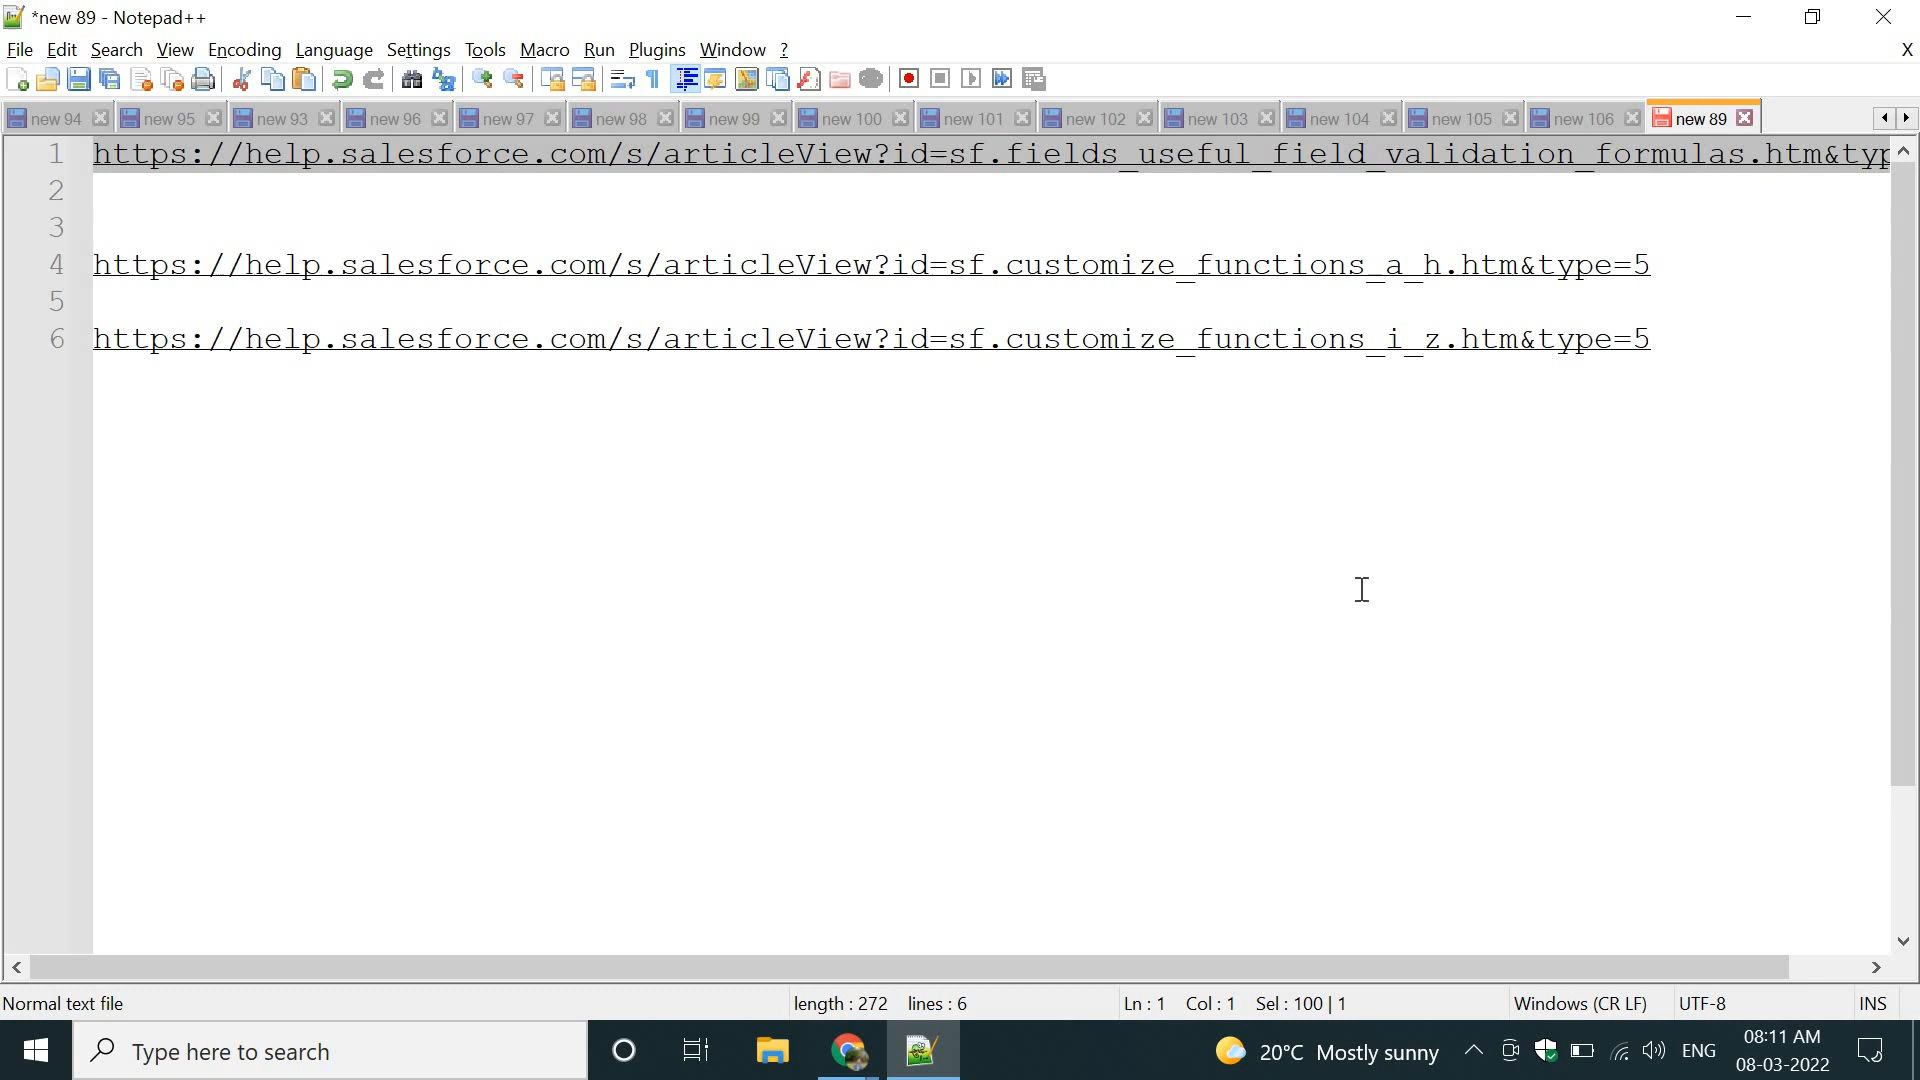 *new 89 - Notepad++
File Edit Search View Encoding Language Settings Tools Macro Run Plugins Window ? X
new 94 new 95 new 93 new 96 new 97 new 98 new 99 new 100 new 101 new 102 new 103 new 104 new 105 new 106 new 89
1 https://help.salesforce.com/s/articleView?id=sf.fields_useful_field_validation_formulas.htm&typ
2
3
4 https://help.salesforce.com/s/articleView?id=sf.customize_functions_a_h.htm&type=5
5
6 https://help.salesforce.com/s/articleView?id=sf.customize_functions_i_z.htm&type=5
Normal text file length : 272 lines : 6 Ln : 1 Col : 1 Sel : 100 | 1 Windows (CR LF) UTF-8 INS
Type here to search 20°C Mostly sunny ENG 08:11 AM
08-03-2022